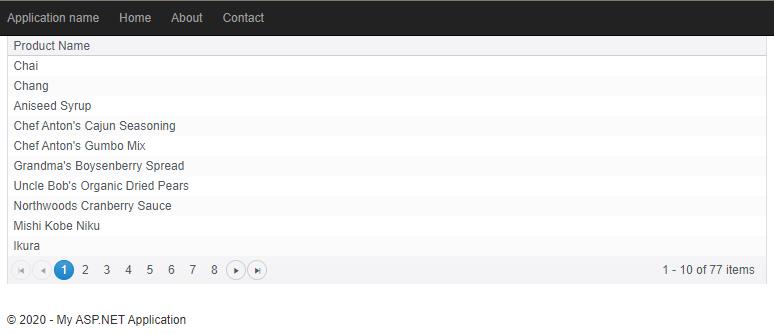 Application name Home About Contact
Product Name
Chai
Chang
Aniseed Syrup
Chef Anton's Cajun Seasoning
Chef Anton's Gumbo Mix
Grandma's Boysenberry Spread
Uncle Bob's Organic Dried Pears
Northwoods Cranberry Sauce
Mishi Kobe Niku
Ikura
1 2 3 4 5 6 7 8 1 - 10 of 77 items
© 2020 - My ASP.NET Application